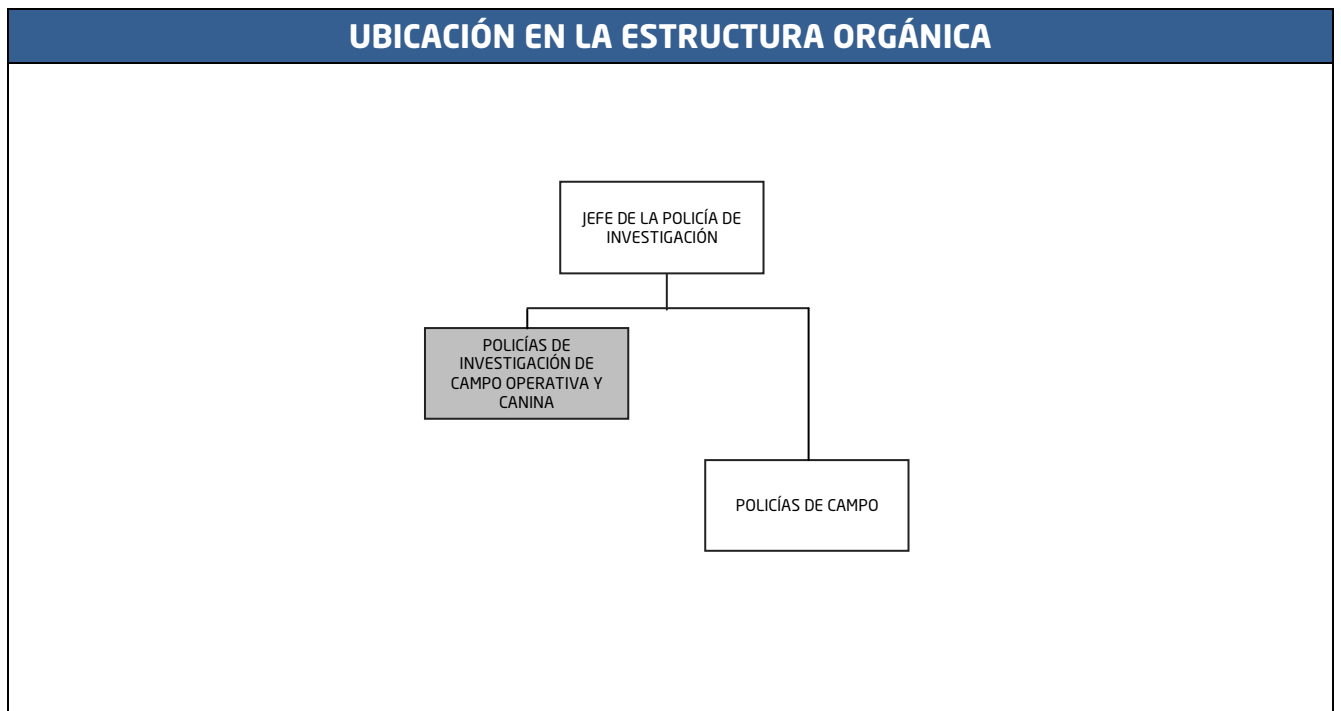 UBICACIÓN EN LA ESTRUCTURA ORGÁNICA
JEFE DE LA POLICÍA DE
INVESTIGACIÓN
POLICÍAS DE
INVESTIGACIÓN DE
CAMPO OPERATIVA Y
CANINA
POLICÍAS DE CAMPO